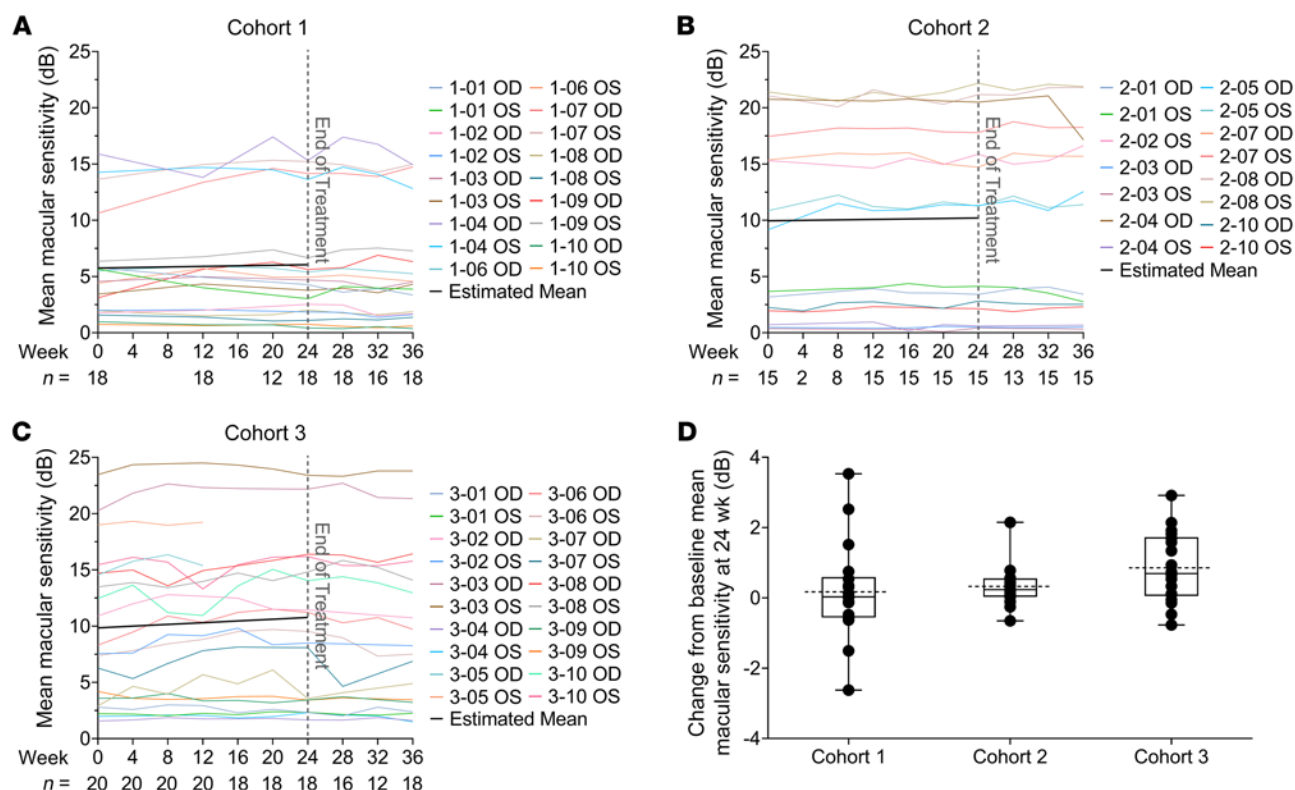 A
Cohort 1
Mean macular sensitivity (dB)
25
20
15
10
5
0
End of Treatment
1-01 OD 1-06 OS
1-01 OS 1-07 OD
1-02 OD 1-07 OS
1-02 OS 1-08 OD
1-03 OD 1-08 OS
1-03 OS 1-09 OD
1-04 OD 1-09 OS
1-04 OS 1-10 OD
1-06 OD 1-10 OS
Estimated Mean
Week 0 12 16 20 24 28 32 36
n = 18 18 12 18 18 16 18
B
Cohort 2
Mean macular sensitivity (dB)
25
20
15
10
5
0
End of Treatment
2-01 OD 2-05 OD
2-01 OS 2-05 OS
2-02 OS 2-07 OD
2-03 OD 2-07 OS
2-03 OS 2-08 OD
2-04 OD 2-08 OS
2-04 OS 2-10 OD
2-10 OS
Estimated Mean
Week 0 4 8 12 16 20 24 28 32 36
n = 15 2 8 15 15 15 15 13 15 15
C
Cohort 3
Mean macular sensitivity (dB)
25
20
15
10
5
0
End of Treatment
3-01 OD 3-06 OD
3-01 OS 3-06 OS
3-02 OD 3-07 OD
3-02 OS 3-07 OS
3-03 OD 3-08 OD
3-03 OS 3-08 OS
3-04 OD 3-09 OD
3-04 OS 3-09 OS
3-05 OD 3-10 OD
3-05 OS 3-10 OS
Estimated Mean
Week 0 4 8 12 16 20 24 28 32 36
n = 20 20 20 20 18 18 18 16 12 18
D
Change from baseline mean
macular sensitivity at 24 wk (dB)
4
2
0
-2
-4
Cohort 1 Cohort 2 Cohort 3